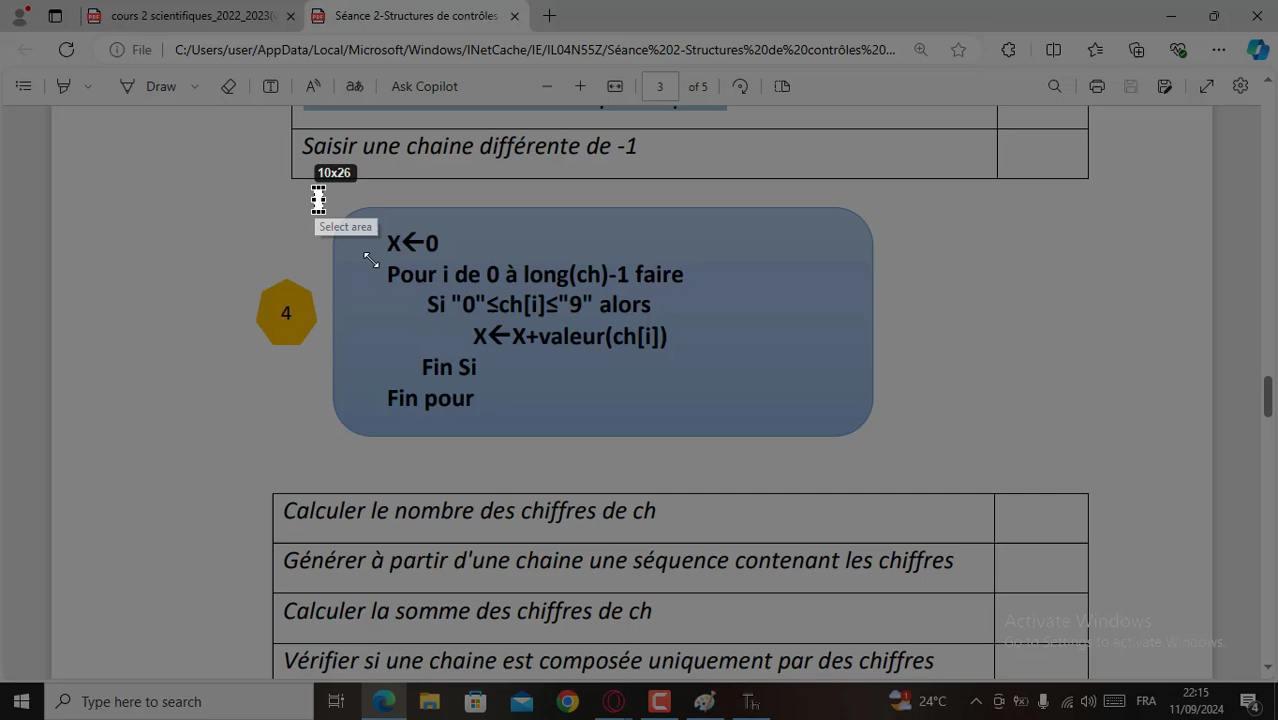 cours 2 scientifiques_2022_2023(
Séance 2-Structures de contrôles
File
C:/Users/user/AppData/Local/Microsoft/Windows/INetCache/IE/IL04N55Z/Séance%202-Structures%20de%20contrôles%20...
Draw
Ask Copilot
3
of 5
Saisir une chaine différente de -1
10x26
Select area
X←0
Pour i de 0 à long(ch)-1 faire
Si "0"≤ch[i]≤"9" alors
X←X+valeur(ch[i])
Fin Si
Fin pour
4
Calculer le nombre des chiffres de ch
Générer à partir d'une chaine une séquence contenant les chiffres
Calculer la somme des chiffres de ch
Vérifier si une chaine est composée uniquement par des chiffres
Activate Windows
Go to Settings to activate Windows.
Type here to search
24°C
FRA
22:15
11/09/2024